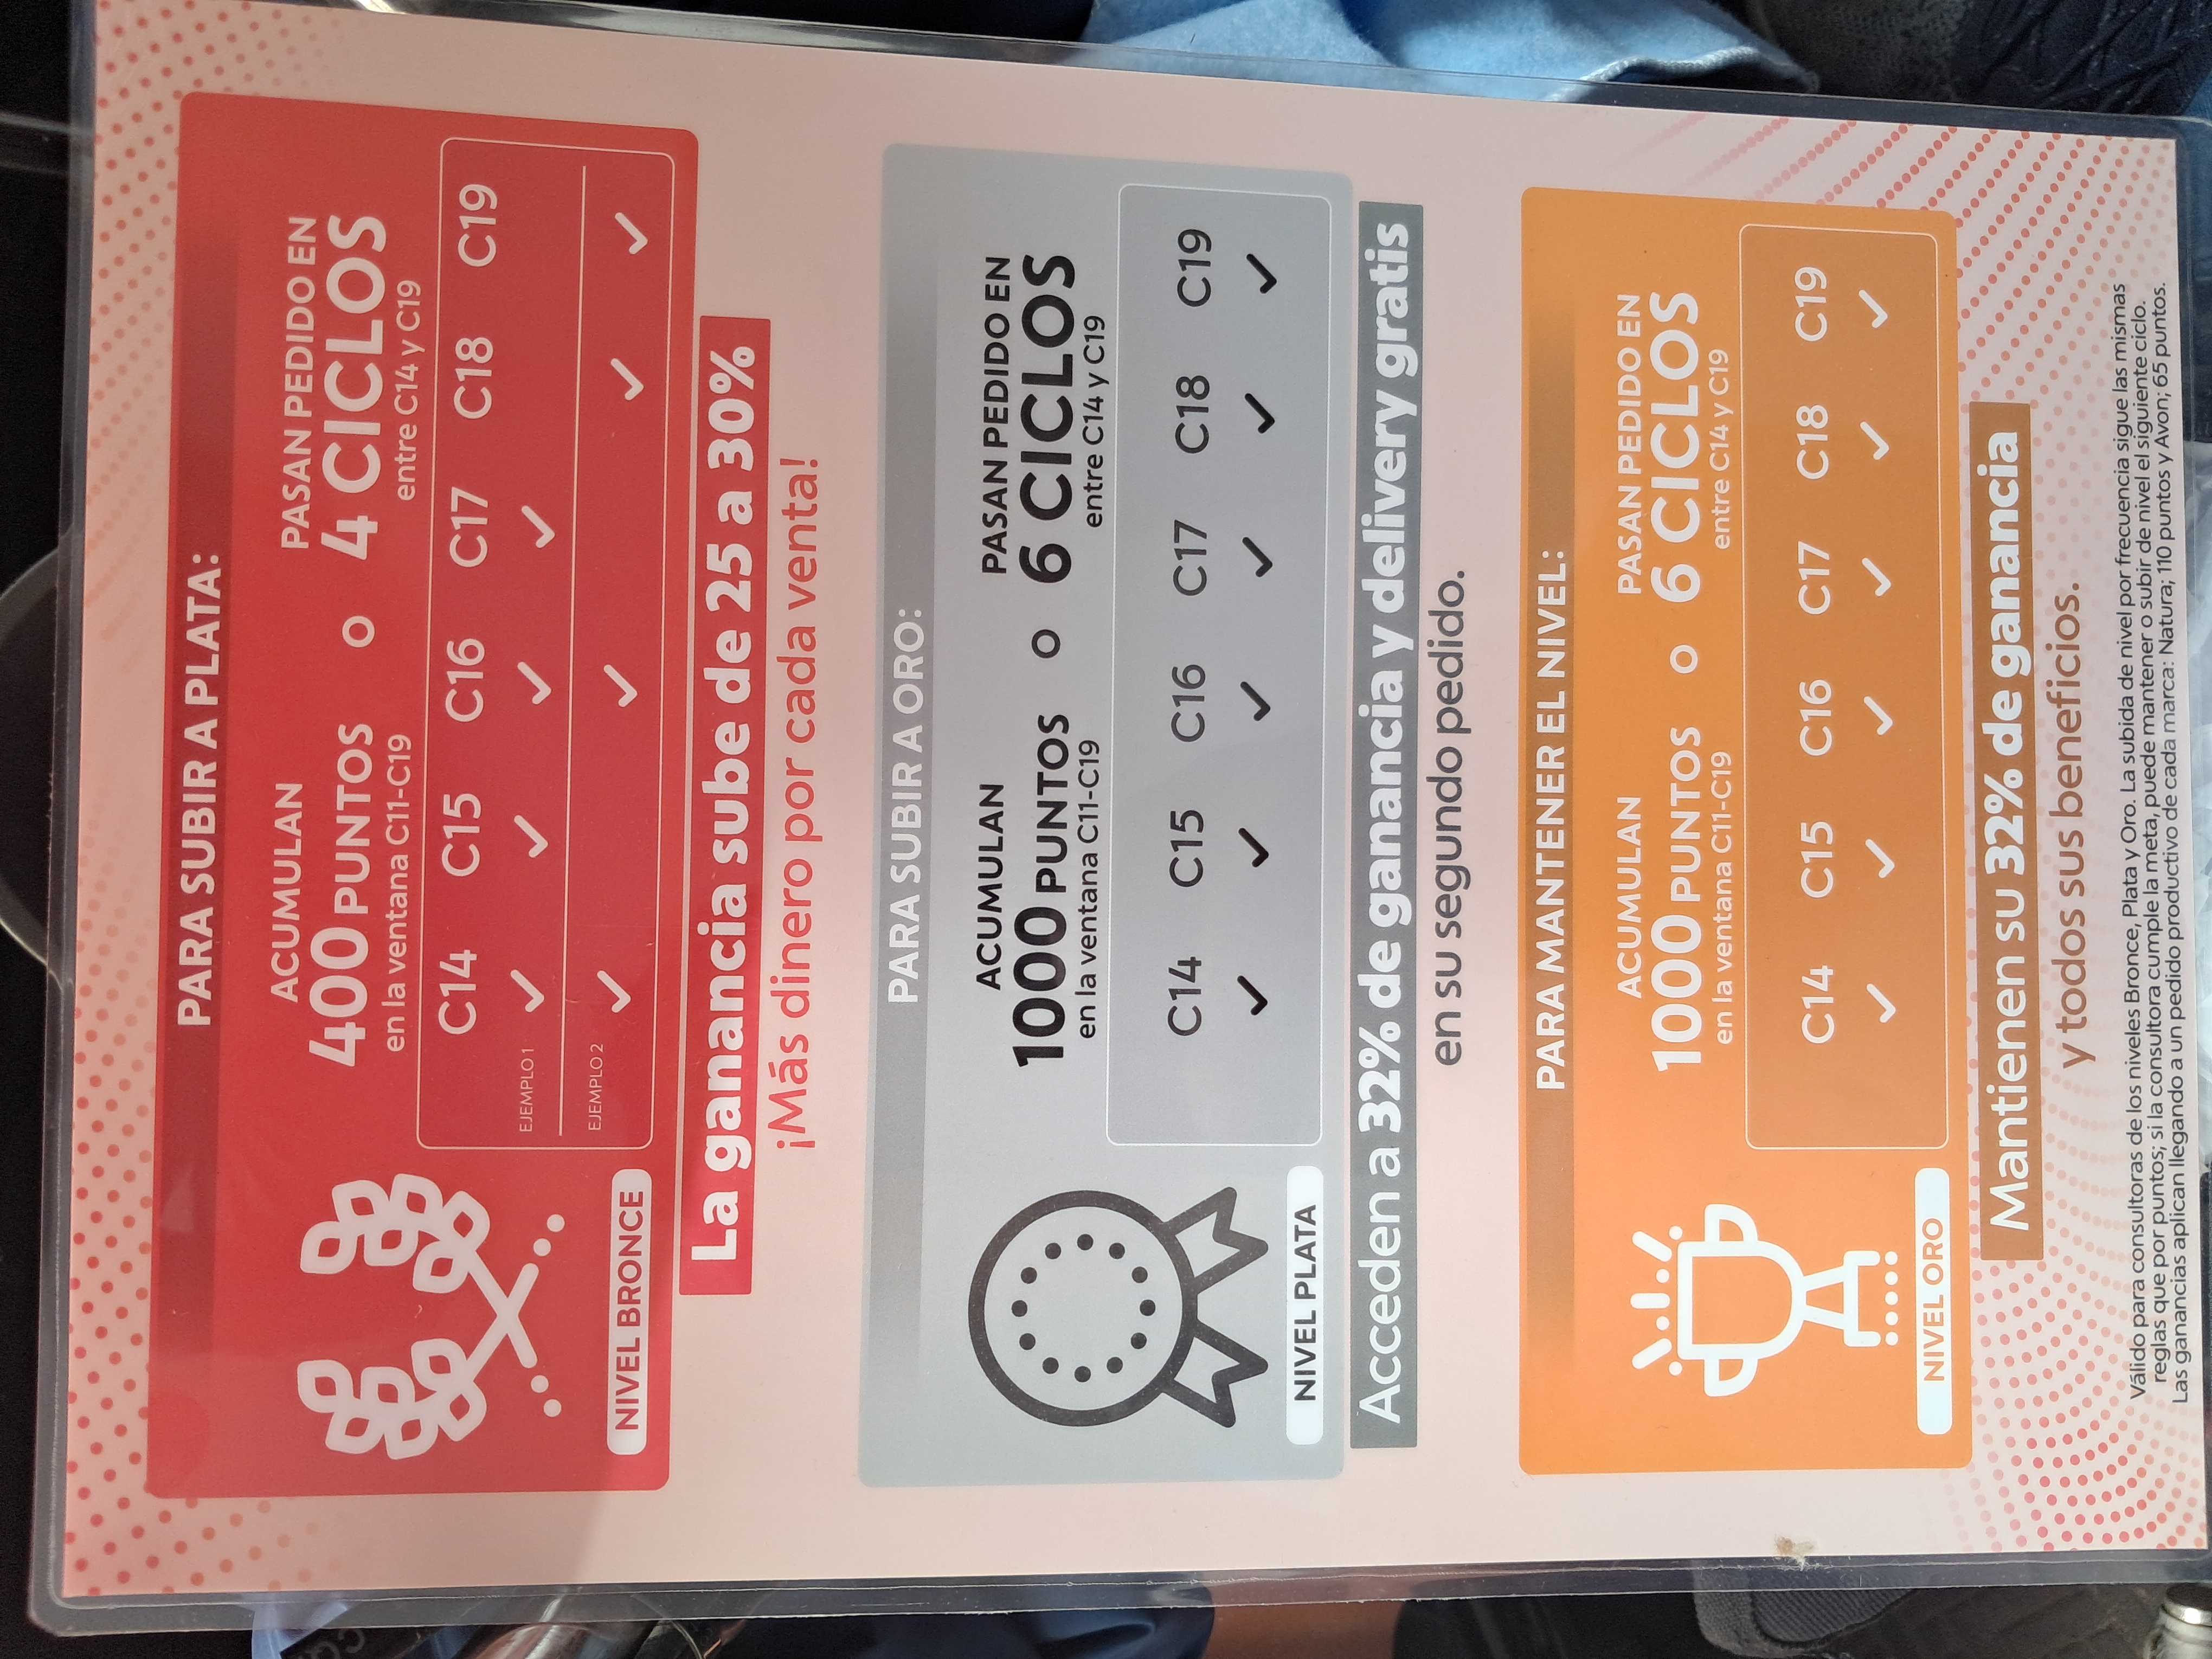 PARA SUBIR A PLATA:
ACUMULAN
400 PUNTOS
en la ventana C11-C19
o
PASAN PEDIDO EN
4 CICLOS
entre C14 y C19
C14 C15 C16 C17 C18 C19
EJEMPLO 1
EJEMPLO 2
NIVEL BRONCE
La ganancia sube de 25 a 30%
¡Más dinero por cada venta!
PARA SUBIR A ORO:
ACUMULAN
1000 PUNTOS
en la ventana C11-C19
o
PASAN PEDIDO EN
6 CICLOS
entre C14 y C19
C14 C15 C16 C17 C18 C19
NIVEL PLATA
Acceden a 32% de ganancia y delivery gratis
en su segundo pedido.
PARA MANTENER EL NIVEL:
ACUMULAN
1000 PUNTOS
en la ventana C11-C19
o
PASAN PEDIDO EN
6 CICLOS
entre C14 y C19
C14 C15 C16 C17 C18 C19
NIVEL ORO
Mantienen su 32% de ganancia
y todos sus beneficios.
Válido para consultoras de los niveles Bronce, Plata y Oro. La subida de nivel por frecuencia sigue las mismas
reglas que por puntos; si la consultora cumple la meta, puede mantener o subir de nivel el siguiente ciclo.
Las ganancias aplican llegando a un pedido productivo de cada marca: Natura; 110 puntos y Avon; 65 puntos.